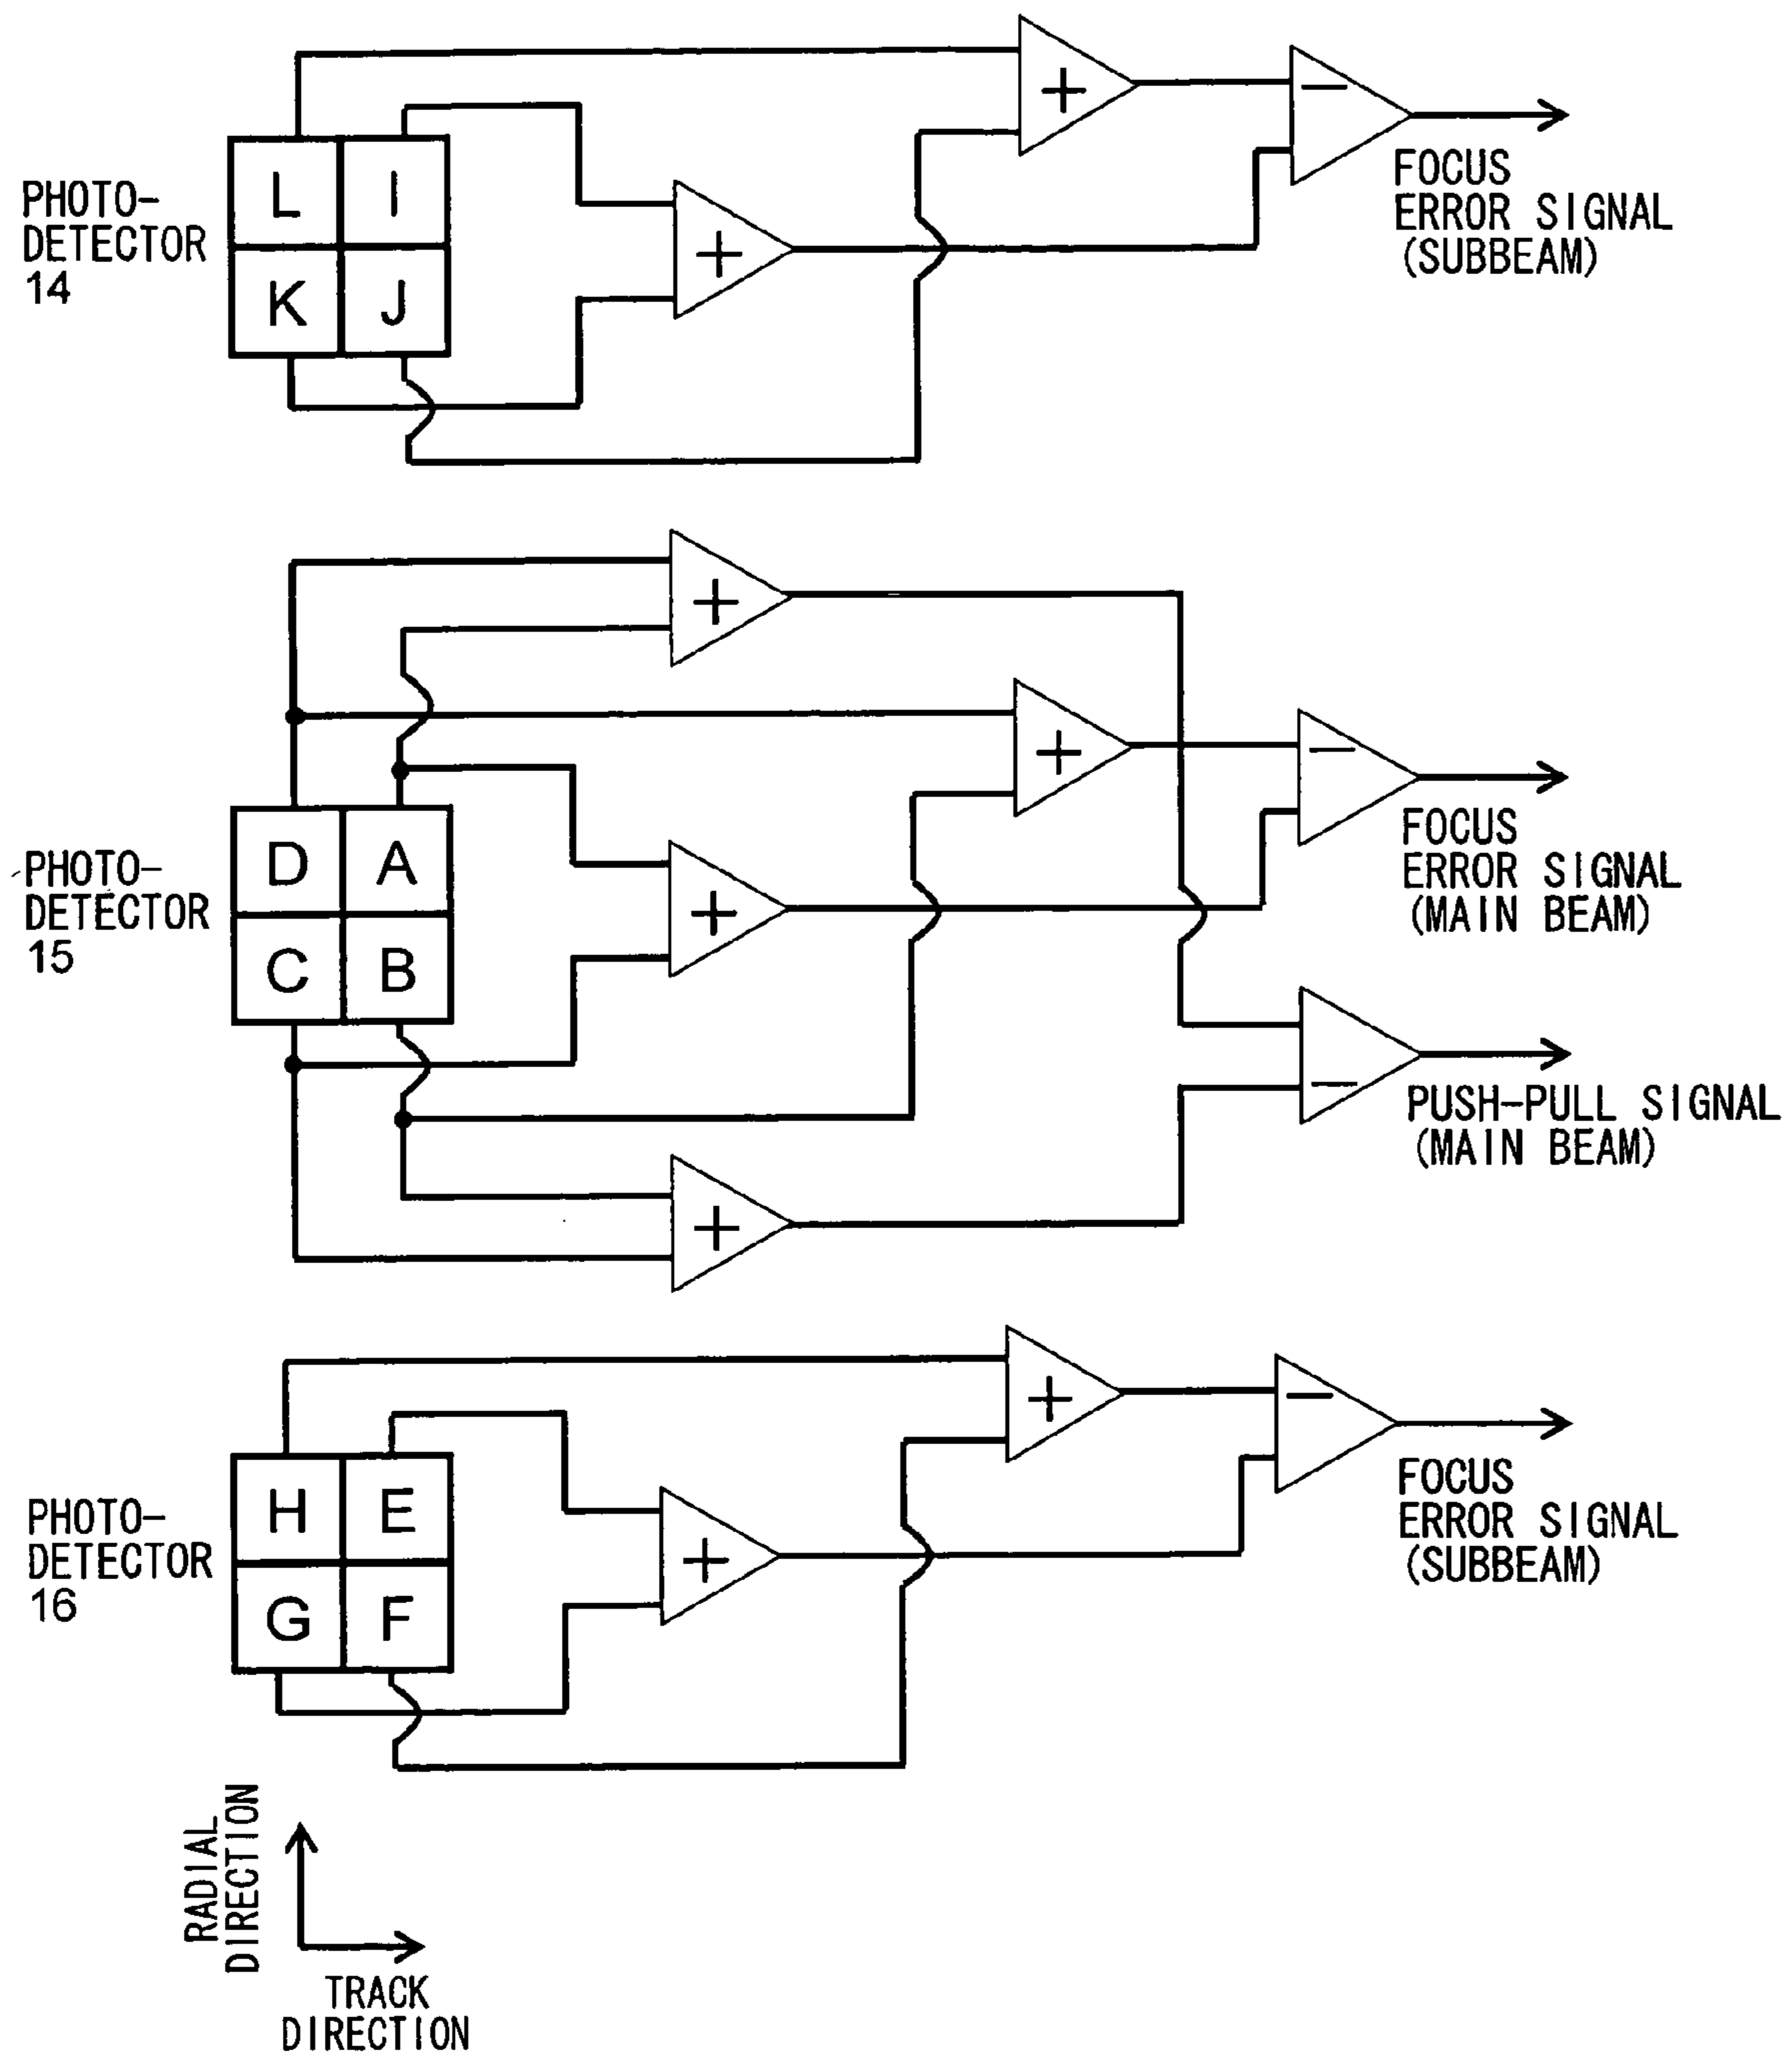 PHOTO-
DETECTOR
14
L I
K J
+
+
−
FOCUS
ERROR SIGNAL
(SUBBEAM)
PHOTO-
DETECTOR
15
D A
C B
+
+
+
+
−
FOCUS
ERROR SIGNAL
(MAIN BEAM)
−
PUSH-PULL SIGNAL
(MAIN BEAM)
PHOTO-
DETECTOR
16
H E
G F
+
+
−
FOCUS
ERROR SIGNAL
(SUBBEAM)
RADIAL
DIRECTION
TRACK
DIRECTION